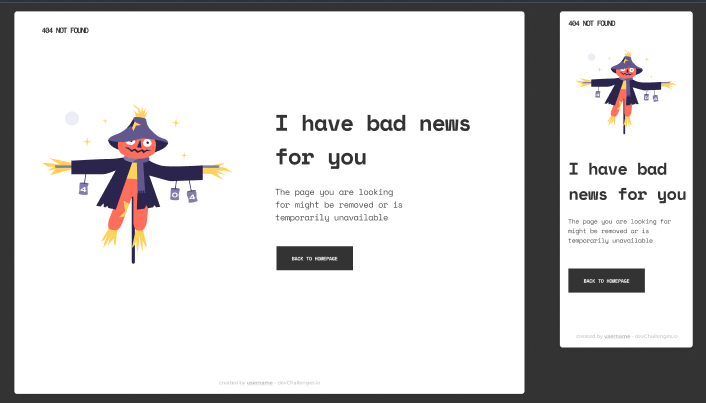 404 NOT FOUND
I have bad news
for you
The page you are looking
for might be removed or is
temporarily unavailable
BACK TO HOMEPAGE
4
0
4
created by username - devChallenges.io
404 NOT FOUND
4
0
4
I have bad
news for you
The page you are looking for
might be removed or is
temporarily unavailable
BACK TO HOMEPAGE
created by username - devChallenges.io